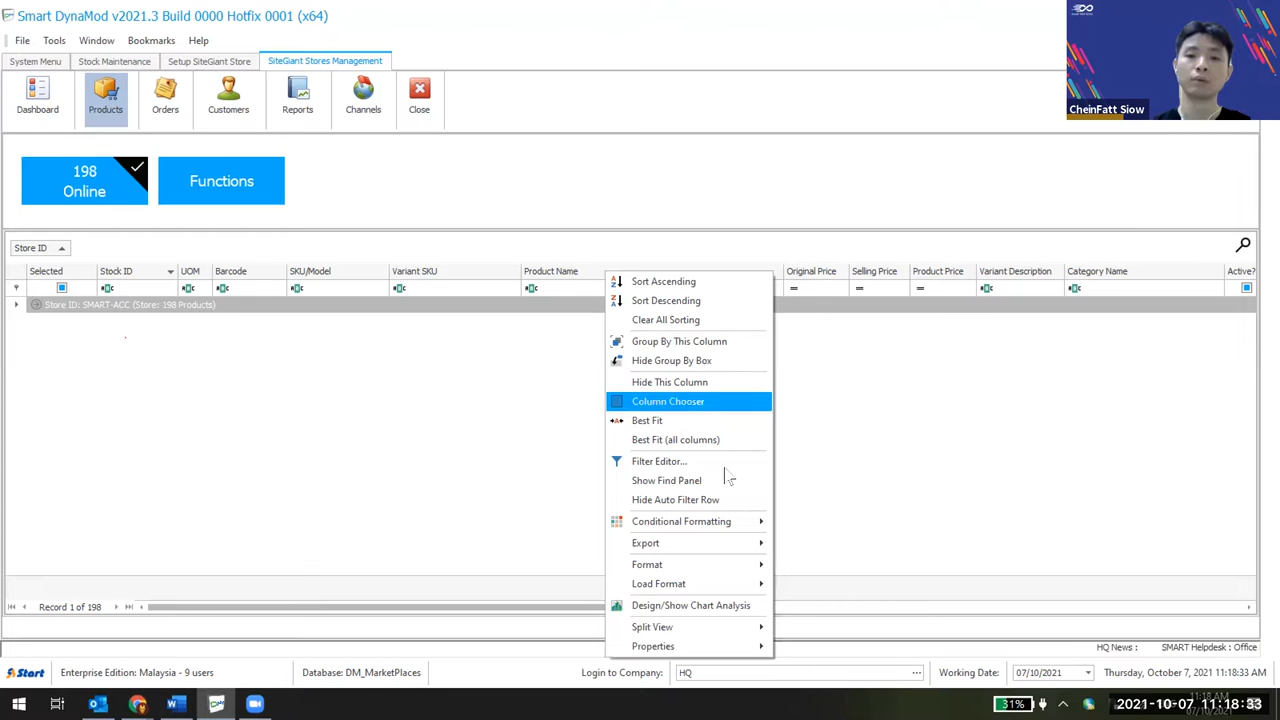 Smart DynaMod v2021.3 Build 0000 Hotfix 0001 (x64)
File Tools Window Bookmarks Help
System Menu Stock Maintenance Setup SiteGiant Store SiteGiant Stores Management
Dashboard Products Orders Customers Reports Channels Close
CheinFatt Siow
198
Online
Functions
Store ID
Selected Stock ID UOM Barcode SKU/Model Variant SKU Product Name Original Price Selling Price Product Price Variant Description Category Name Active?
Store ID: SMART-ACC (Store: 198 Products)
Sort Ascending
Sort Descending
Clear All Sorting
Group By This Column
Hide Group By Box
Hide This Column
Column Chooser
Best Fit
Best Fit (all columns)
Filter Editor...
Show Find Panel
Hide Auto Filter Row
Conditional Formatting
Export
Format
Load Format
Design/Show Chart Analysis
Split View
Properties
Record 1 of 198
HQ News : SMART Helpdesk : Office
Start Enterprise Edition: Malaysia - 9 users Database:DM_MarketPlaces Login to Company: HQ Working Date: 07/10/2021 Thursday, October 7, 2021 11:18:33 AM
31% 2021-10-07 11:18:33